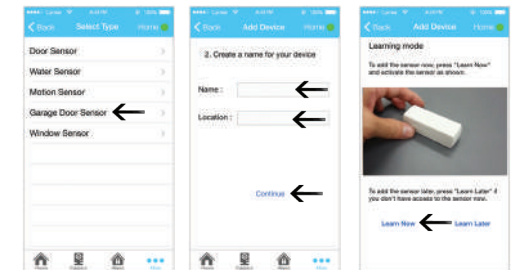 Back Select Type Home
Door Sensor
Water Sensor
Motion Sensor
Garage Door Sensor
Window Sensor
More
Back Add Device Home
2. Create a name for your device
Name :
Location :
Continue
More
Back Add Device Home
Learning mode
To add the sensor now, press "Learn Now"
and activate the sensor as shown.
To add the sensor later, press "Learn Later" if
you don't have access to the sensor now.
Learn Now Learn Later